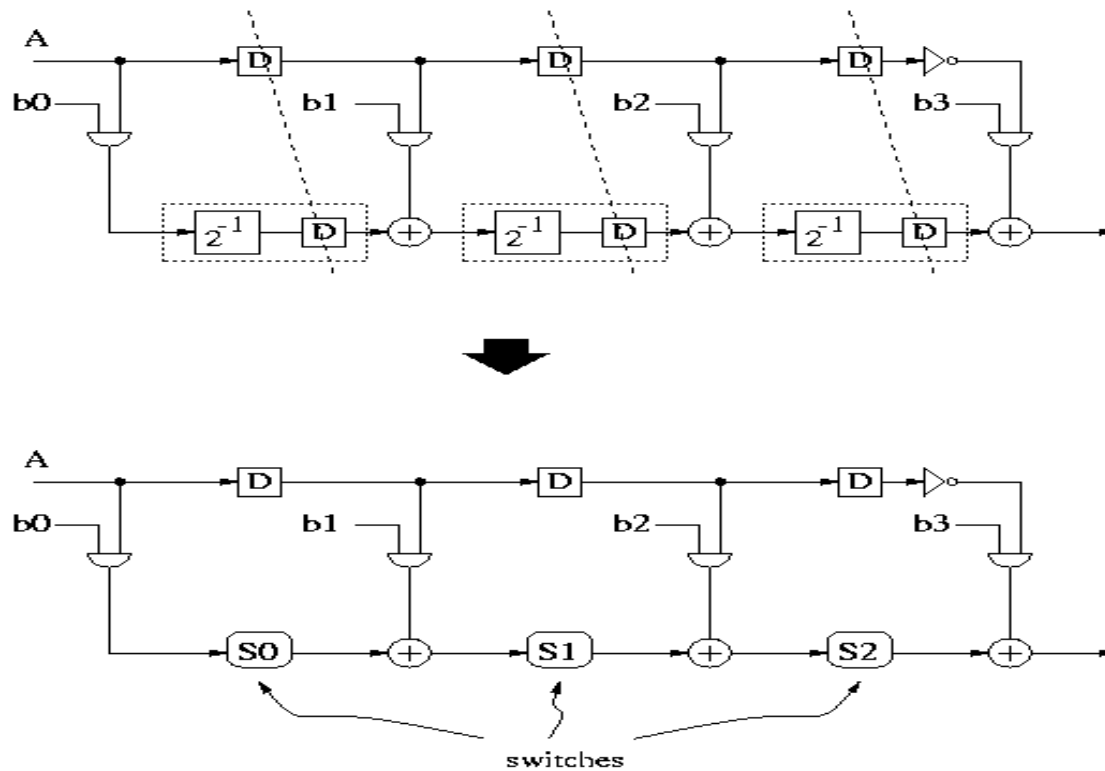 A
D D D
b0 b1 b2 b3
2⁻¹ D + 2⁻¹ D + 2⁻¹ D +
A
D D D
b0 b1 b2 b3
S0 + S1 + S2 +
switches